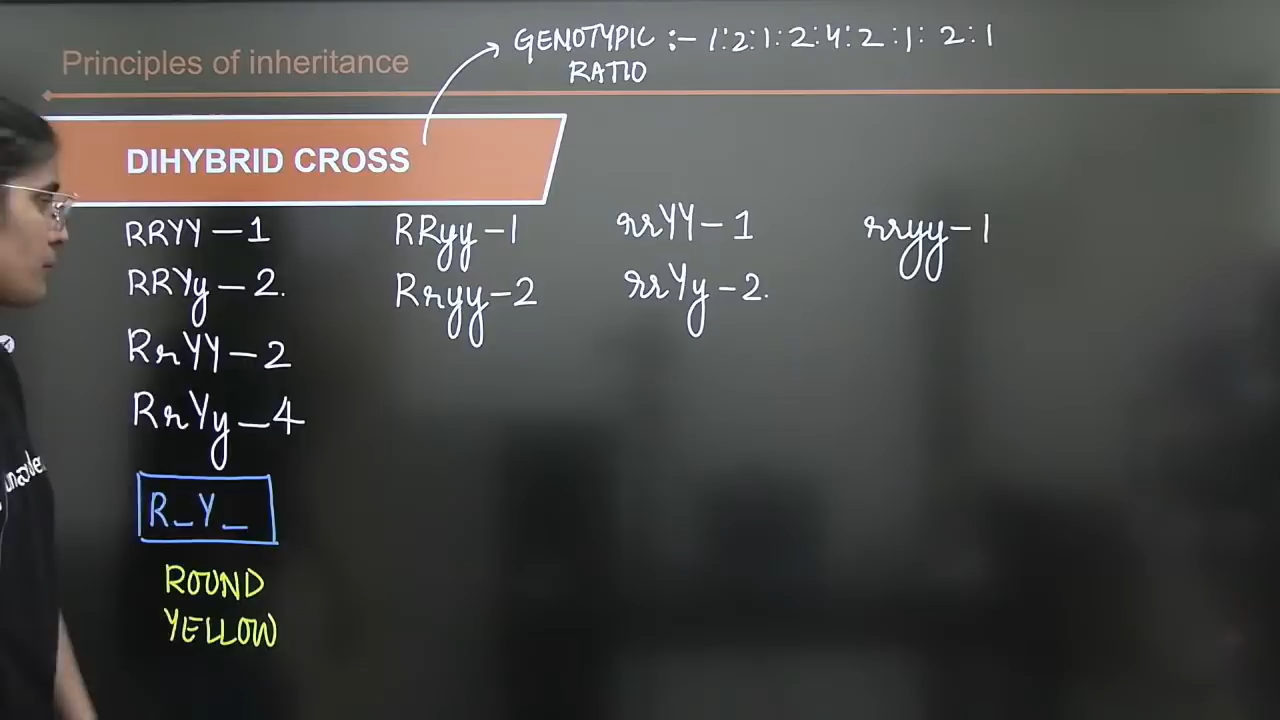 GENOTYPIC :- 1:2:1:2:4:2:1:2:1
RATIO
Principles of inheritance
DIHYBRID CROSS
RRYY - 1
RRYy - 2.
RrYY - 2
RrYy - 4
R_Y_
ROUND
YELLOW
RRyy - 1
Rryy - 2
rrYY - 1
rrYy - 2.
rryy - 1